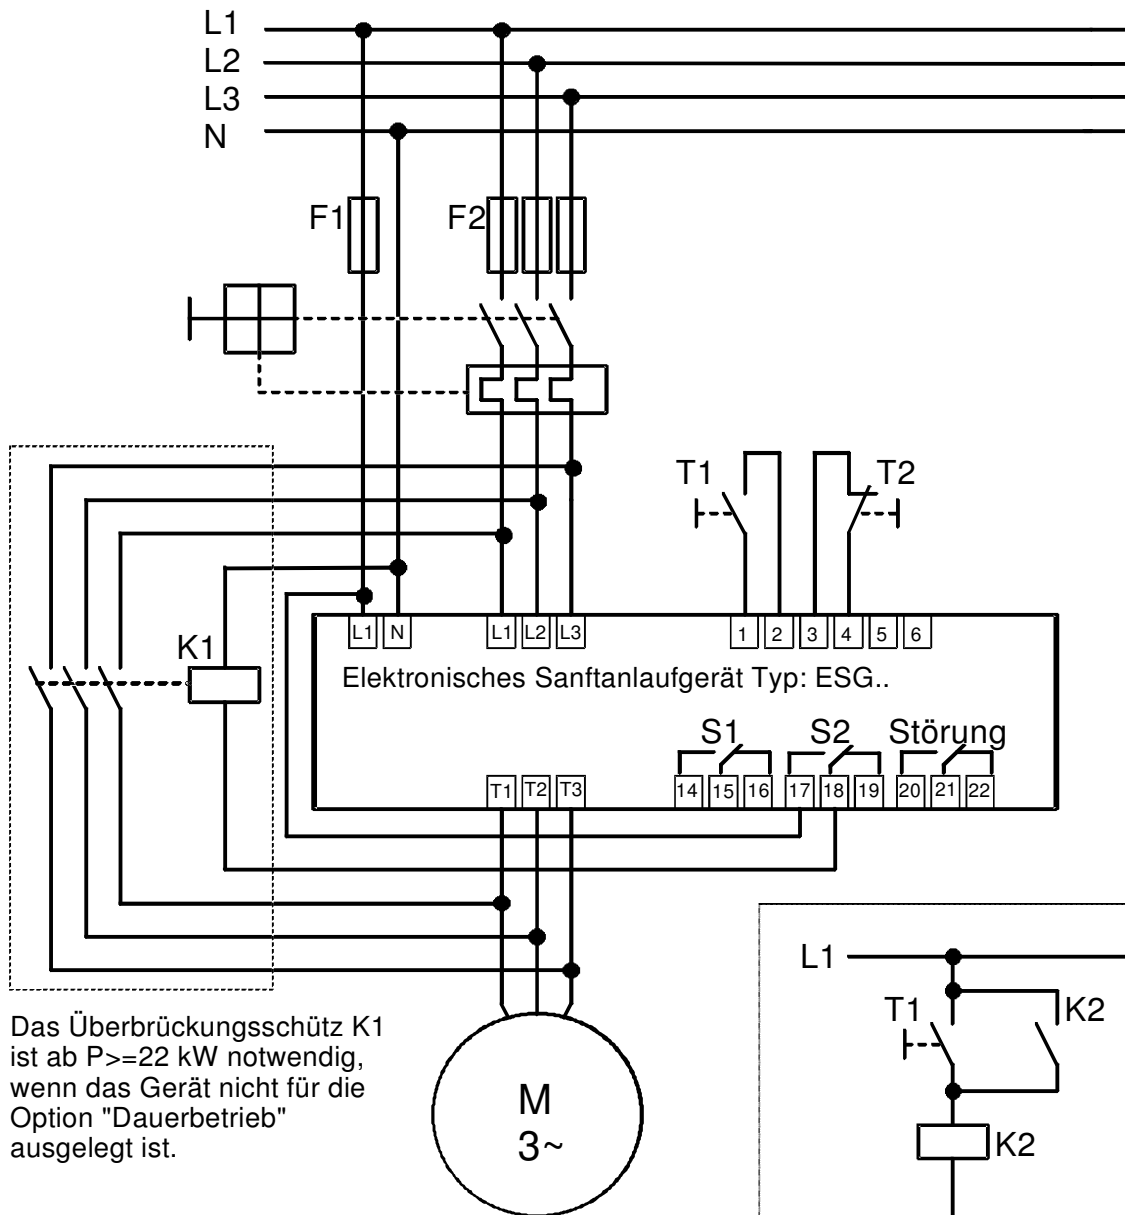 L1
L2
L3
N
F1
F2
T1
T2
K1
L1 N L1 L2 L3 1 2 3 4 5 6
Elektronisches Sanftanlaufgerät Typ: ESG..
S1 S2 Störung
T1 T2 T3 14 15 16 17 18 19 20 21 22
Das Überbrückungsschütz K1
ist ab P>=22 kW notwendig,
wenn das Gerät nicht für die
Option "Dauerbetrieb"
ausgelegt ist.
M
3~
L1
T1
K2
K2